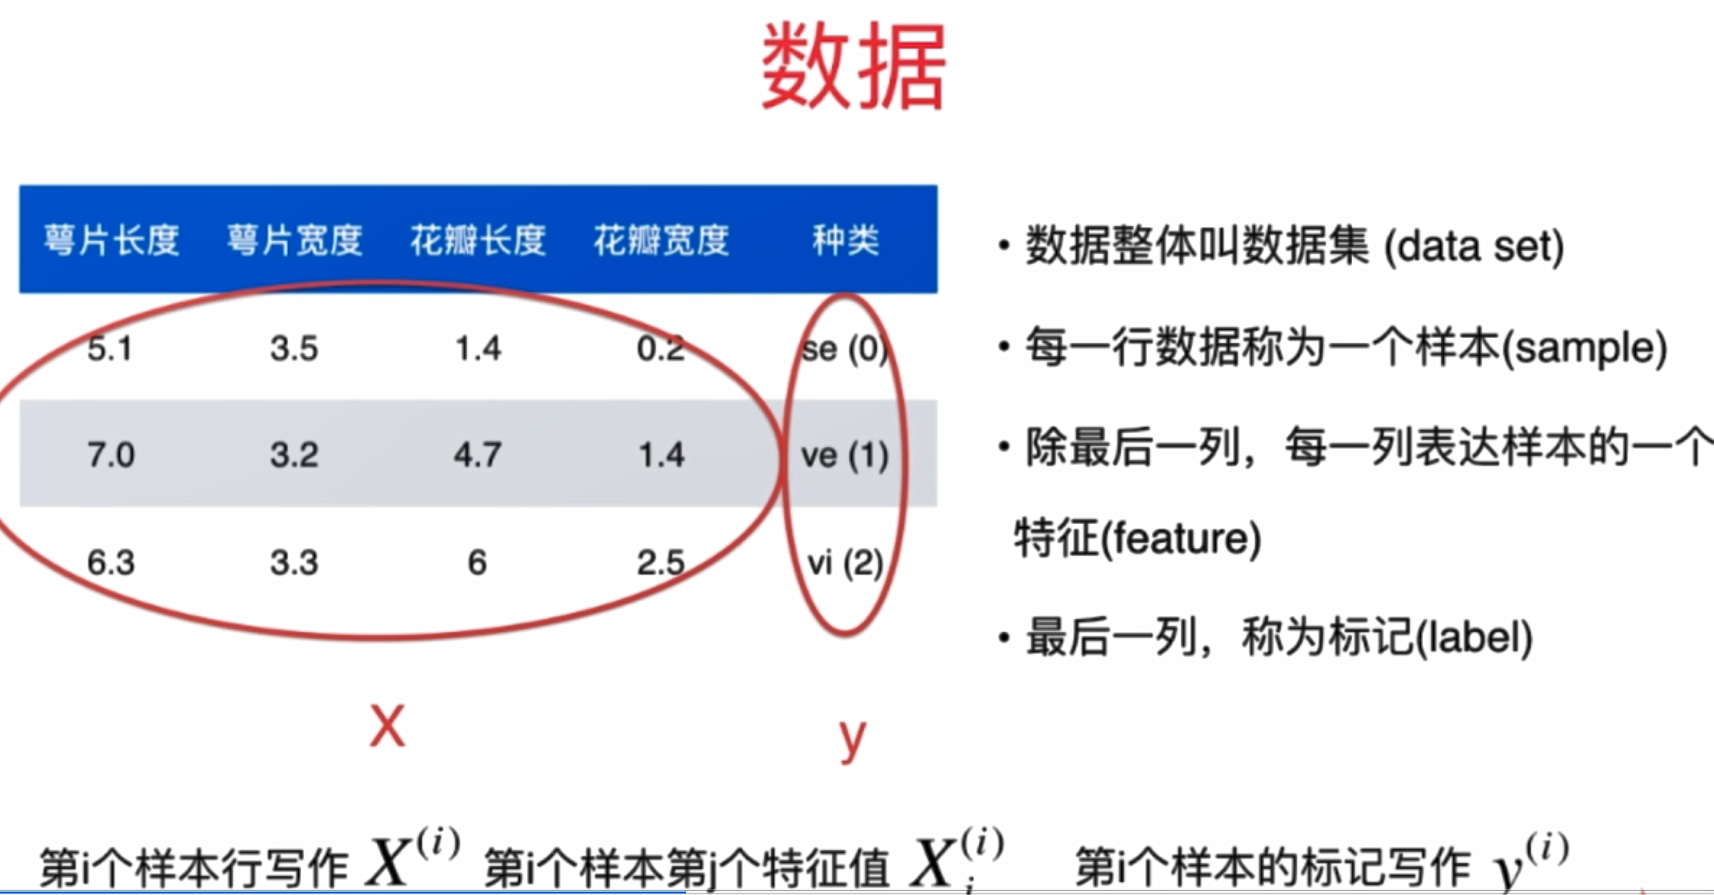 数据
萼片长度 萼片宽度 花瓣长度 花瓣宽度 种类
5.1 3.5 1.4 0.2 se (0)
7.0 3.2 4.7 1.4 ve (1)
6.3 3.3 6 2.5 vi (2)
X y
• 数据整体叫数据集 (data set)
• 每一行数据称为一个样本(sample)
• 除最后一列，每一列表达样本的一个
特征(feature)
• 最后一列，称为标记(label)
第i个样本行写作 X^(i) 第i个样本第j个特征值 X_j^(i) 第i个样本的标记写作 y^(i)